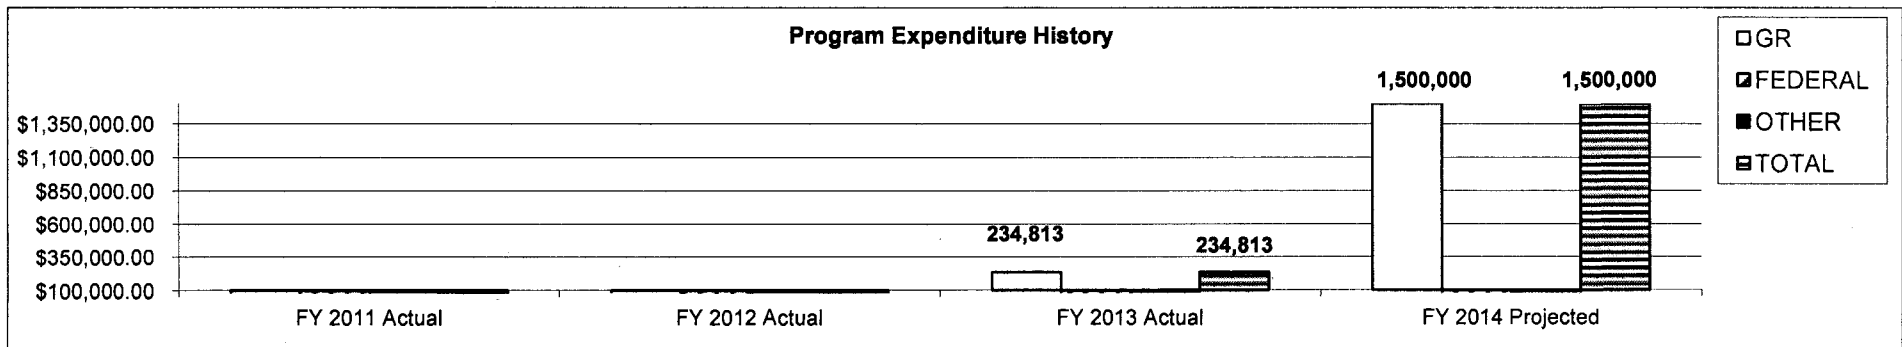 Program Expenditure History
GR
FEDERAL
OTHER
TOTAL
1,500,000
1,500,000
234,813
234,813
$1,350,000.00
$1,100,000.00
$850,000.00
$600,000.00
$350,000.00
$100,000.00
FY 2011 Actual
FY 2012 Actual
FY 2013 Actual
FY 2014 Projected